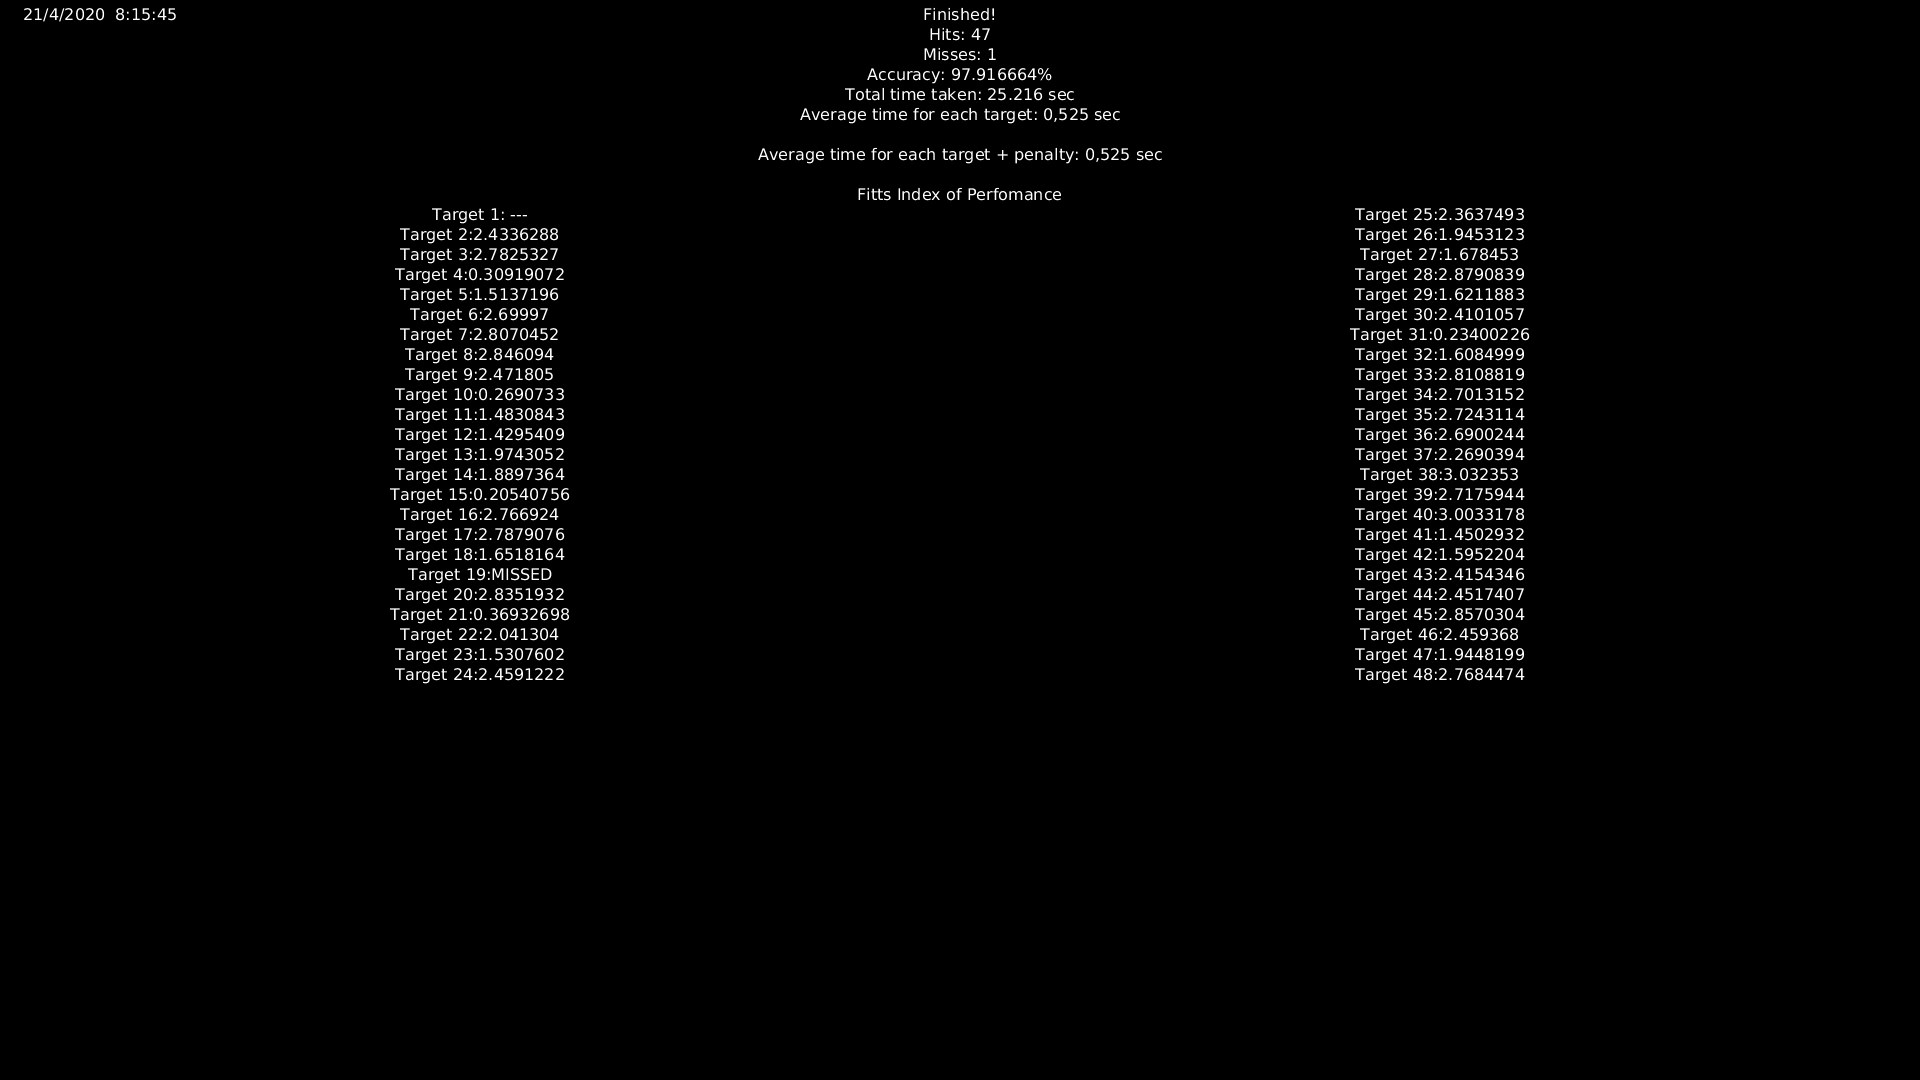 21/4/2020  8:15:45
Finished!
Hits: 47
Misses: 1
Accuracy: 97.916664%
Total time taken: 25.216 sec
Average time for each target: 0,525 sec
Average time for each target + penalty: 0,525 sec
Fitts Index of Perfomance
Target 1: ---
Target 2:2.4336288
Target 3:2.7825327
Target 4:0.30919072
Target 5:1.5137196
Target 6:2.69997
Target 7:2.8070452
Target 8:2.846094
Target 9:2.471805
Target 10:0.2690733
Target 11:1.4830843
Target 12:1.4295409
Target 13:1.9743052
Target 14:1.8897364
Target 15:0.20540756
Target 16:2.766924
Target 17:2.7879076
Target 18:1.6518164
Target 19:MISSED
Target 20:2.8351932
Target 21:0.36932698
Target 22:2.041304
Target 23:1.5307602
Target 24:2.4591222
Target 25:2.3637493
Target 26:1.9453123
Target 27:1.678453
Target 28:2.8790839
Target 29:1.6211883
Target 30:2.4101057
Target 31:0.23400226
Target 32:1.6084999
Target 33:2.8108819
Target 34:2.7013152
Target 35:2.7243114
Target 36:2.6900244
Target 37:2.2690394
Target 38:3.032353
Target 39:2.7175944
Target 40:3.0033178
Target 41:1.4502932
Target 42:1.5952204
Target 43:2.4154346
Target 44:2.4517407
Target 45:2.8570304
Target 46:2.459368
Target 47:1.9448199
Target 48:2.7684474